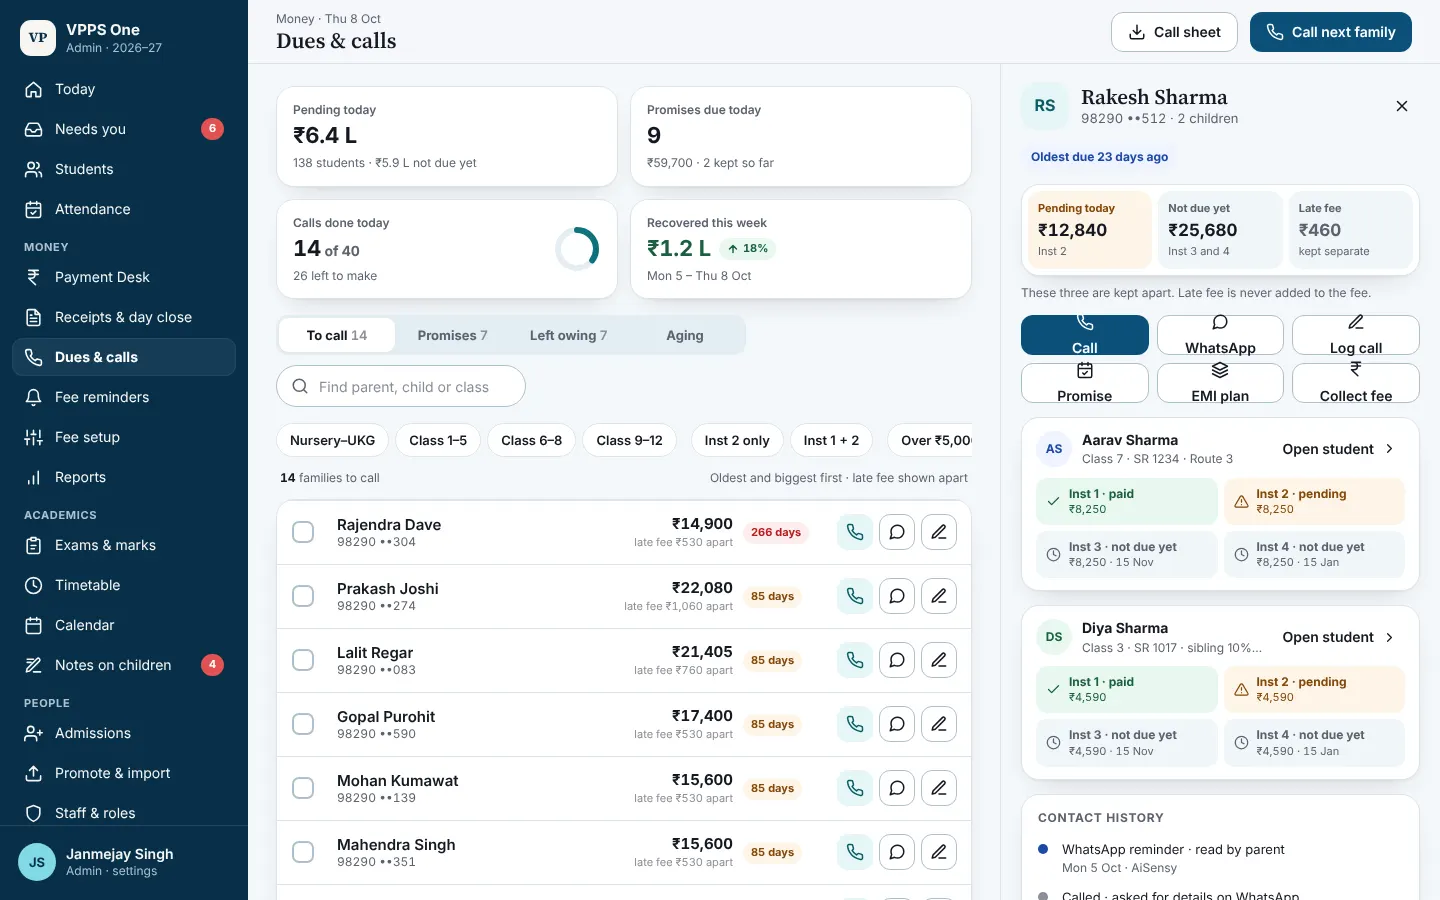 VP
VPPS One
Admin · 2026–27
Today
Needs you 6
Students
Attendance
MONEY
Payment Desk
Receipts & day close
Dues & calls
Fee reminders
Fee setup
Reports
ACADEMICS
Exams & marks
Timetable
Calendar
Notes on children 4
PEOPLE
Admissions
Promote & import
Staff & roles
JS
Janmejay Singh
Admin · settings
Money · Thu 8 Oct
Dues & calls
Call sheet
Call next family
Pending today
₹6.4 L
138 students · ₹5.9 L not due yet
Promises due today
9
₹59,700 · 2 kept so far
Calls done today
14 of 40
26 left to make
Recovered this week
₹1.2 L 18%
Mon 5 – Thu 8 Oct
To call 14 Promises 7 Left owing 7 Aging
Find parent, child or class
Nursery–UKG Class 1–5 Class 6–8 Class 9–12 Inst 2 only Inst 1 + 2 Over ₹5,00
14 families to call Oldest and biggest first · late fee shown apart
Rajendra Dave ₹14,900 266 days
98290 ••304 late fee ₹530 apart
Prakash Joshi ₹22,080 85 days
98290 ••274 late fee ₹1,060 apart
Lalit Regar ₹21,405 85 days
98290 ••083 late fee ₹760 apart
Gopal Purohit ₹17,400 85 days
98290 ••590 late fee ₹530 apart
Mohan Kumawat ₹15,600 85 days
98290 ••139 late fee ₹530 apart
Mahendra Singh ₹15,600 85 days
98290 ••351 late fee ₹530 apart
RS
Rakesh Sharma
98290 ••512 · 2 children
Oldest due 23 days ago
Pending today Not due yet Late fee
₹12,840 ₹25,680 ₹460
Inst 2 Inst 3 and 4 kept separate
These three are kept apart. Late fee is never added to the fee.
Call WhatsApp Log call
Promise EMI plan Collect fee
AS
Aarav Sharma
Class 7 · SR 1234 · Route 3
Open student
Inst 1 · paid Inst 2 · pending
₹8,250 ₹8,250
Inst 3 · not due yet Inst 4 · not due yet
₹8,250 · 15 Nov ₹8,250 · 15 Jan
DS
Diya Sharma
Class 3 · SR 1017 · sibling 10%...
Open student
Inst 1 · paid Inst 2 · pending
₹4,590 ₹4,590
Inst 3 · not due yet Inst 4 · not due yet
₹4,590 · 15 Nov ₹4,590 · 15 Jan
CONTACT HISTORY
WhatsApp reminder · read by parent
Mon 5 Oct · AiSensy
Called · asked for details on WhatsApp